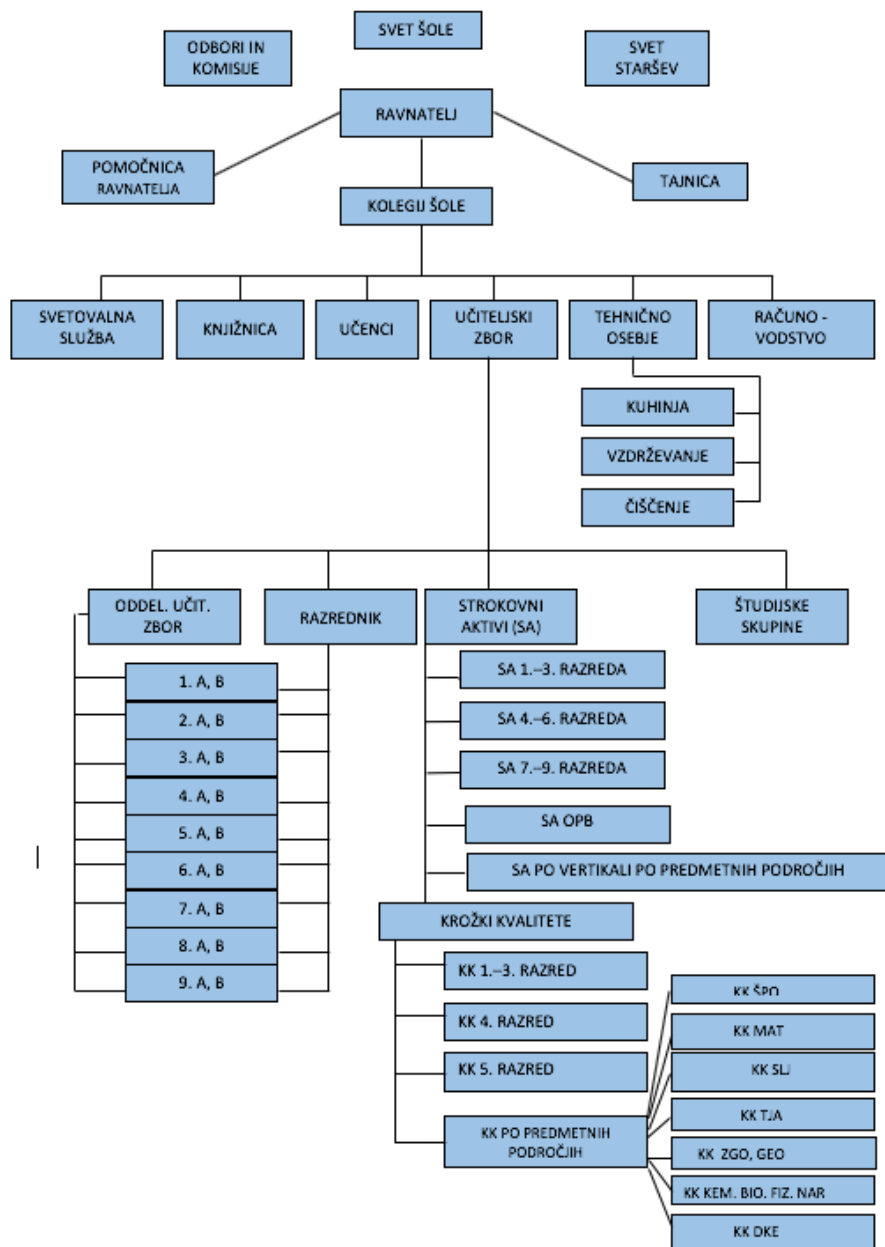 SVET ŠOLE
ODBORI IN
KOMISIJE
SVET
STARŠEV
RAVNATELJ
POMOČNICA
RAVNATELJA
TAJNICA
KOLEGIJ ŠOLE
SVETOVALNA
SLUŽBA
KNJIŽNICA
UČENCI
UČITELJSKI
ZBOR
TEHNIČNO
OSEBJE
RAČUNO -
VODSTVO
KUHINJA
VZDRŽEVANJE
ČIŠČENJE
ODDEL. UČIT.
ZBOR
RAZREDNIK
STROKOVNI
AKTIVI (SA)
ŠTUDIJSKE
SKUPINE
1. A, B
2. A, B
3. A, B
4. A, B
5. A, B
6. A, B
7. A, B
8. A, B
9. A, B
SA 1.–3. RAZREDA
SA 4.–6. RAZREDA
SA 7.–9. RAZREDA
SA OPB
SA PO VERTIKALI PO PREDMETNIH PODROČJIH
KROŽKI KVALITETE
KK 1.–3. RAZRED
KK 4. RAZRED
KK 5. RAZRED
KK PO PREDMETNIH
PODROČJIH
KK ŠPO
KK MAT
KK SLJ
KK TJA
KK ZGO, GEO
KK KEM. BIO. FIZ. NAR
KK DKE